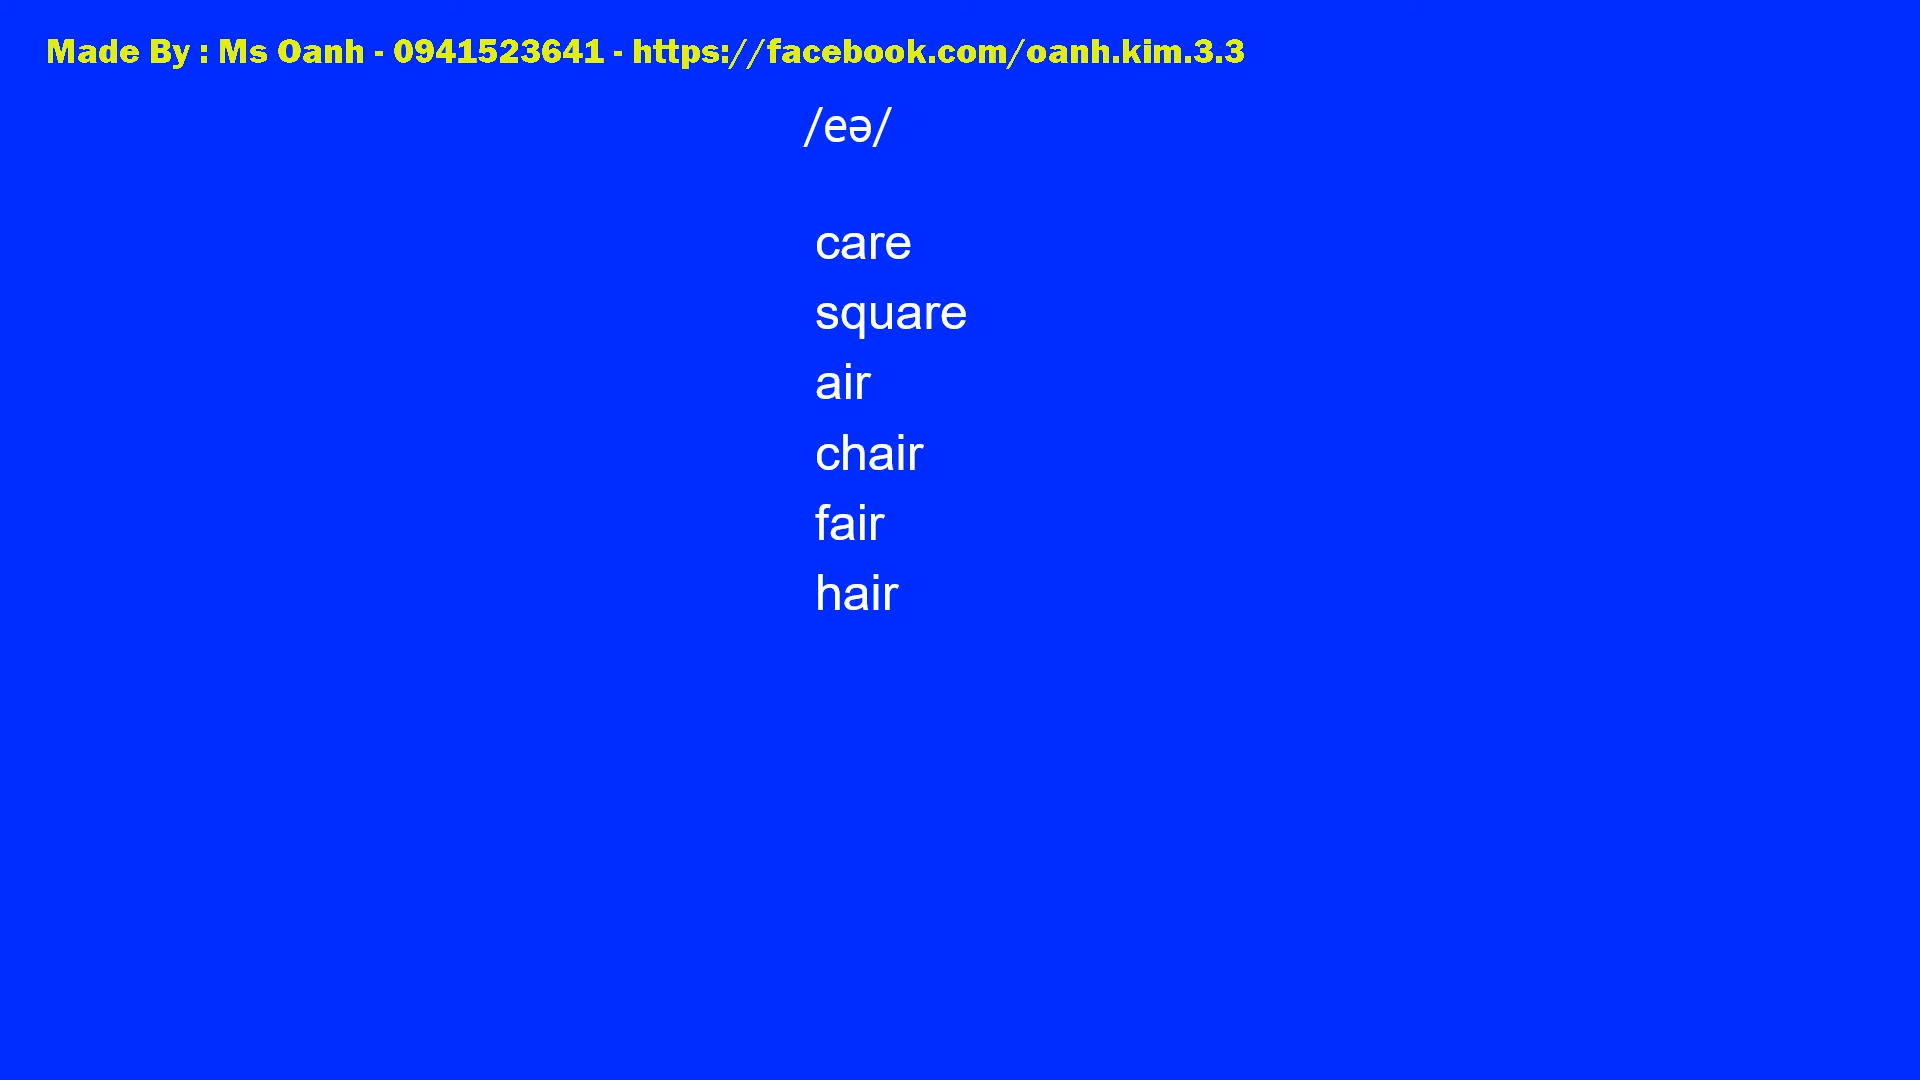 Made By : Ms Oanh - 0941523641 - https://facebook.com/oanh.kim.3.3
/eə/
care
square
air
chair
fair
hair